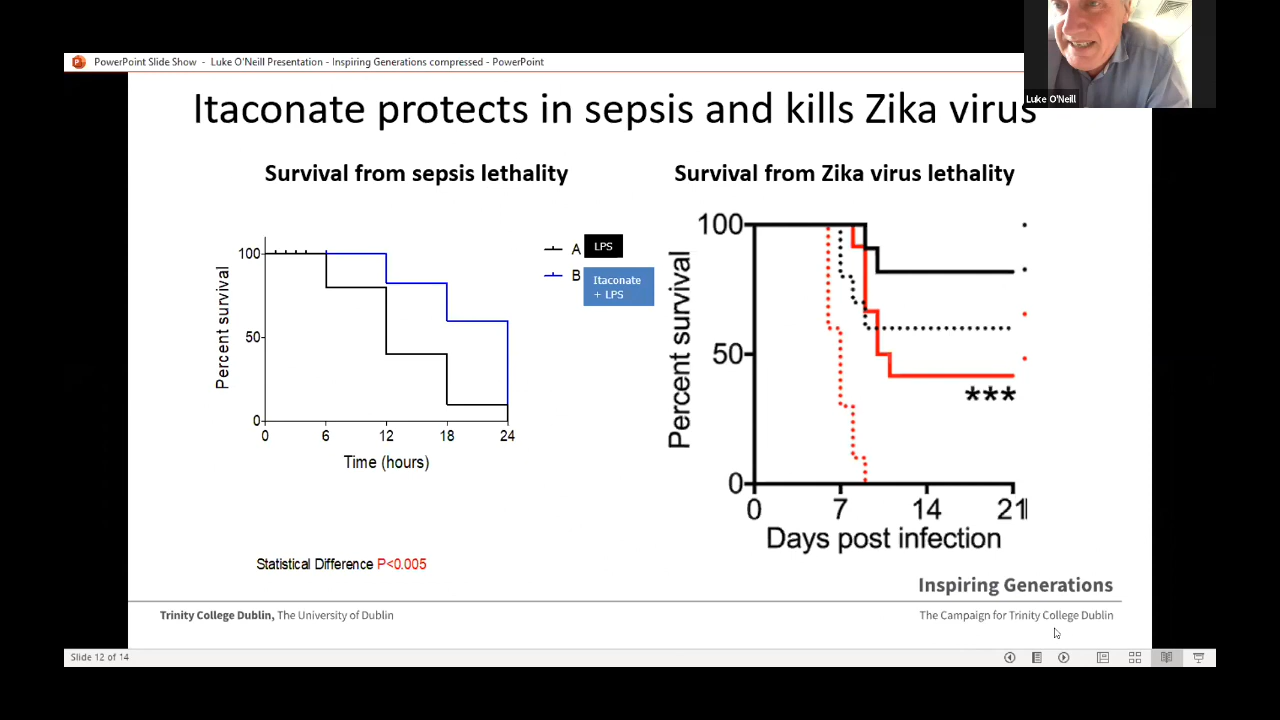 PowerPoint Slide Show - Luke O'Neill Presentation - Inspiring Generations compressed - PowerPoint
Luke O'Neill
Itaconate protects in sepsis and kills Zika virus
Survival from sepsis lethality
Survival from Zika virus lethality
100
50
0
Percent survival
0 6 12 18 24
Time (hours)
A LPS
B Itaconate
+ LPS
100
50
0
Percent survival
***
0 7 14 21
Days post infection
Statistical Difference P<0.005
Inspiring Generations
Trinity College Dublin, The University of Dublin
The Campaign for Trinity College Dublin
Slide 12 of 14